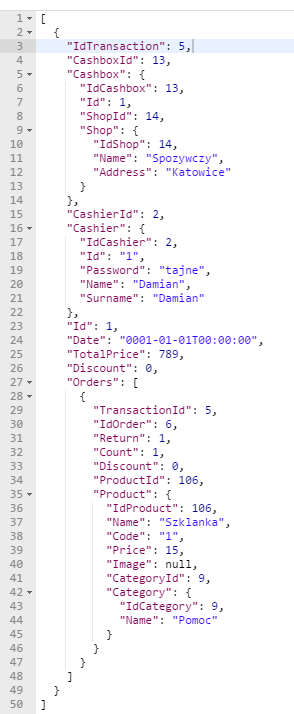 1 [
2 {
3 "IdTransaction": 5,
4 "CashboxId": 13,
5 "Cashbox": {
6 "IdCashbox": 13,
7 "Id": 1,
8 "ShopId": 14,
9 "Shop": {
10 "IdShop": 14,
11 "Name": "Spozywczy",
12 "Address": "Katowice"
13 }
14 },
15 "CashierId": 2,
16 "Cashier": {
17 "IdCashier": 2,
18 "Id": "1",
19 "Password": "tajne",
20 "Name": "Damian",
21 "Surname": "Damian"
22 },
23 "Id": 1,
24 "Date": "0001-01-01T00:00:00",
25 "TotalPrice": 789,
26 "Discount": 0,
27 "Orders": [
28 {
29 "TransactionId": 5,
30 "IdOrder": 6,
31 "Return": 1,
32 "Count": 1,
33 "Discount": 0,
34 "ProductId": 106,
35 "Product": {
36 "IdProduct": 106,
37 "Name": "Szklanka",
38 "Code": "1",
39 "Price": 15,
40 "Image": null,
41 "CategoryId": 9,
42 "Category": {
43 "IdCategory": 9,
44 "Name": "Pomoc"
45 }
46 }
47 }
48 ]
49 }
50 ]